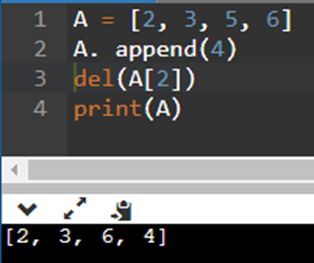 1 A = [2, 3, 5, 6]
2 A. append(4)
3 del(A[2])
4 print(A)
[2, 3, 6, 4]